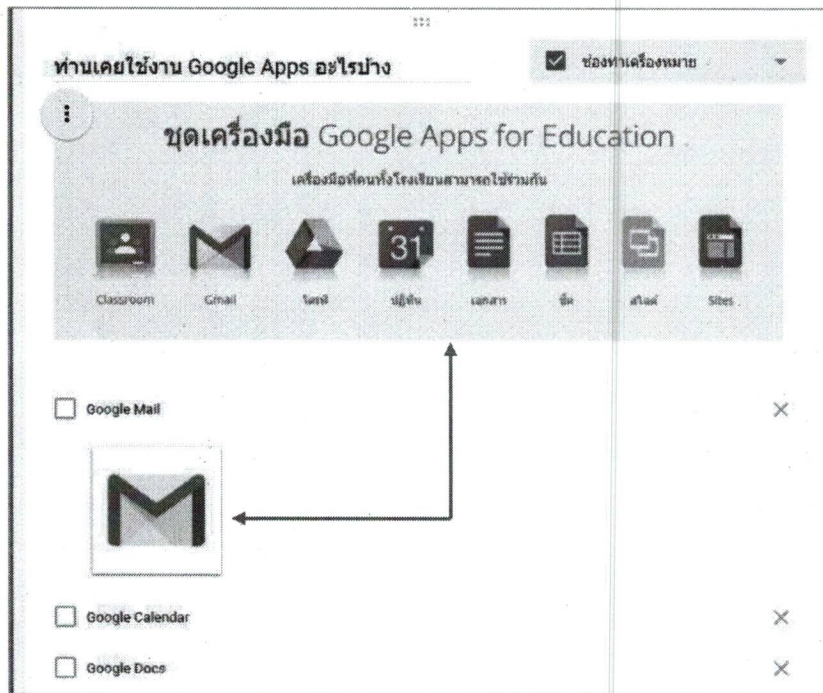 ท่านเคยใช้งาน Google Apps อะไรบ้าง
ช่องทำเครื่องหมาย
ชุดเครื่องมือ Google Apps for Education
เครื่องมือที่คนทั้งโรงเรียนสามารถใช้ร่วมกัน
31
Classroom Gmail ไดรฟ์ ปฏิทิน เอกสาร ชีต สไลด์ Sites
Google Mail
Google Calendar
Google Docs